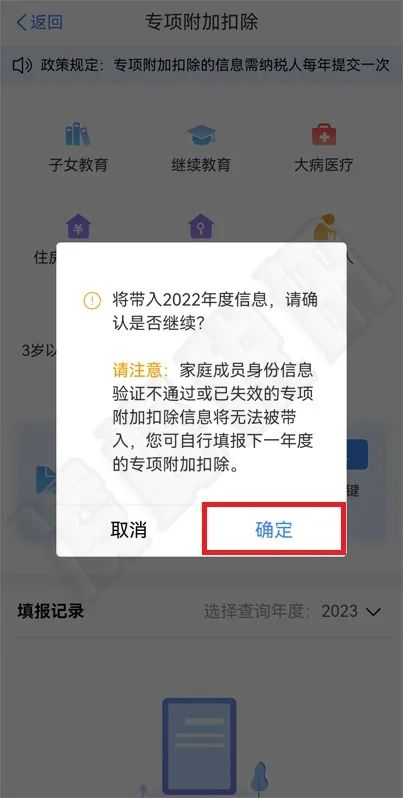 返回
专项附加扣除
政策规定：专项附加扣除的信息需纳税人每年提交一次
子女教育
继续教育
大病医疗
住房
人
3岁以
将带入2022年度信息，请确
认是否继续？
请注意：家庭成员身份信息
验证不通过或已失效的专项
附加扣除信息将无法被带
入，您可自行填报下一年度
的专项附加扣除。
键
取消
确定
填报记录
选择查询年度：2023